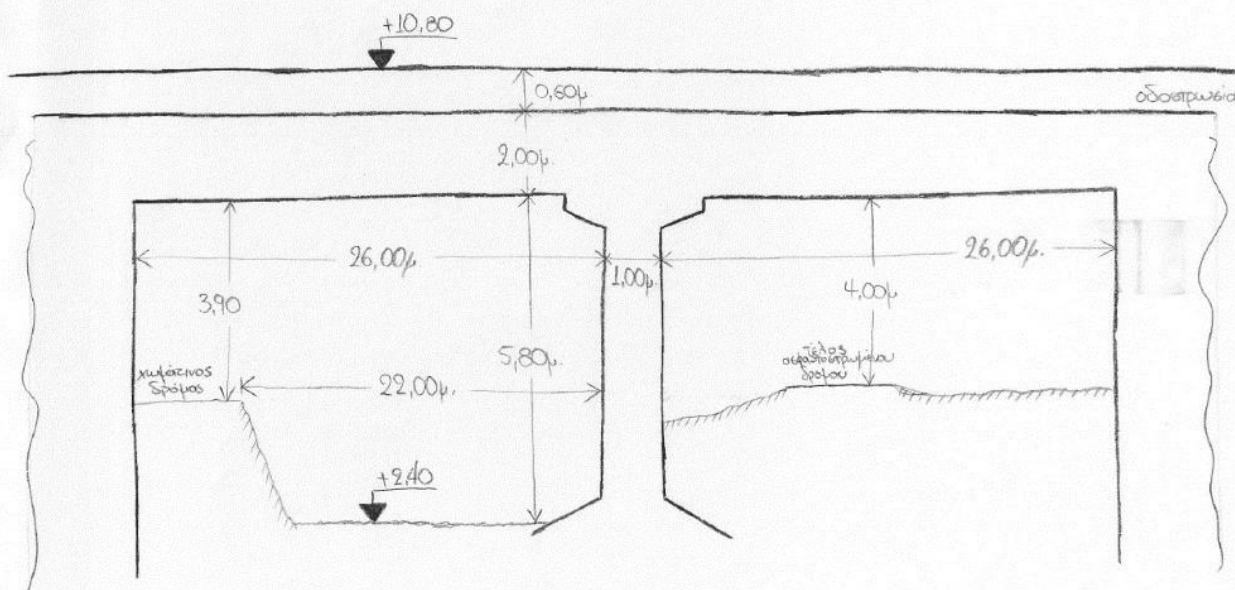 +10,80
0,60μ
οδοστρωσία
2,00μ.
26,00μ.
1,00μ.
26,00μ.
3,90
4,00μ
5,80μ.
χωμάτινος
δρόμος
22,00μ.
τέλος
ασφαλτοστρωμένου
δρόμου
+2,40